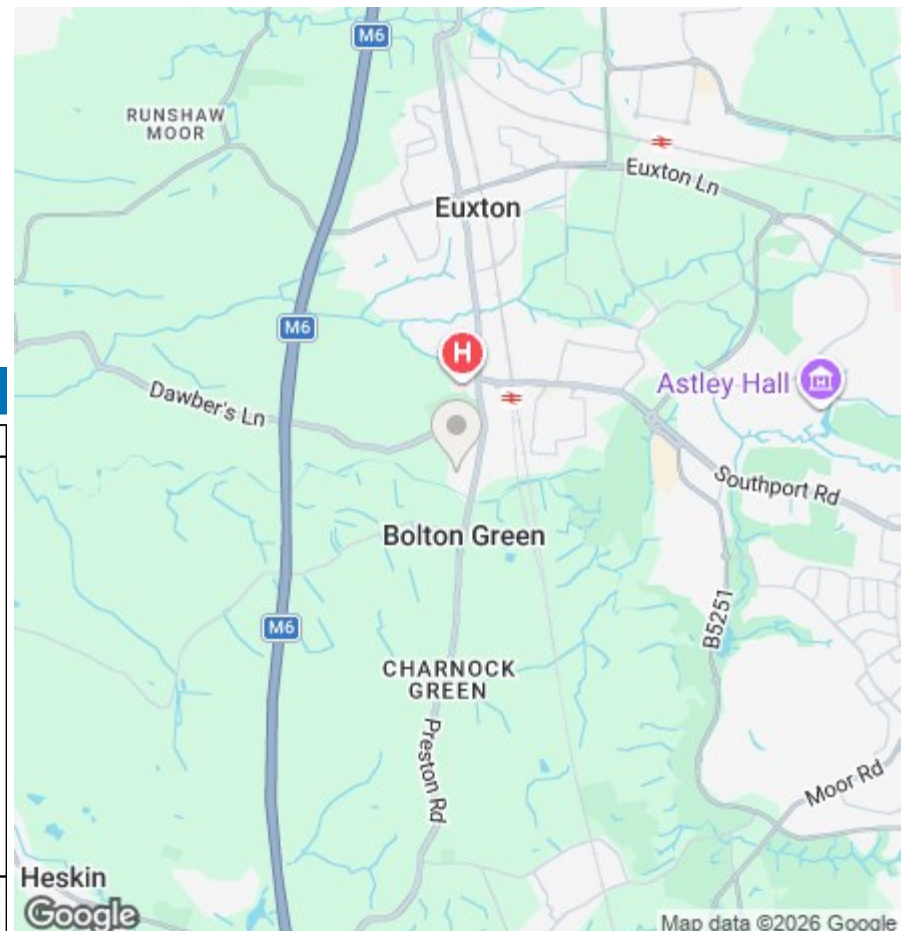 M6
RUNSHAW
MOOR
Euxton Ln
Euxton
M6
H
Astley Hall
Dawber's Ln
Southport Rd
Bolton Green
B5251
M6
CHARNOCK
GREEN
Preston Rd
Moor Rd
Heskin
Google
Map data ©2026 Google